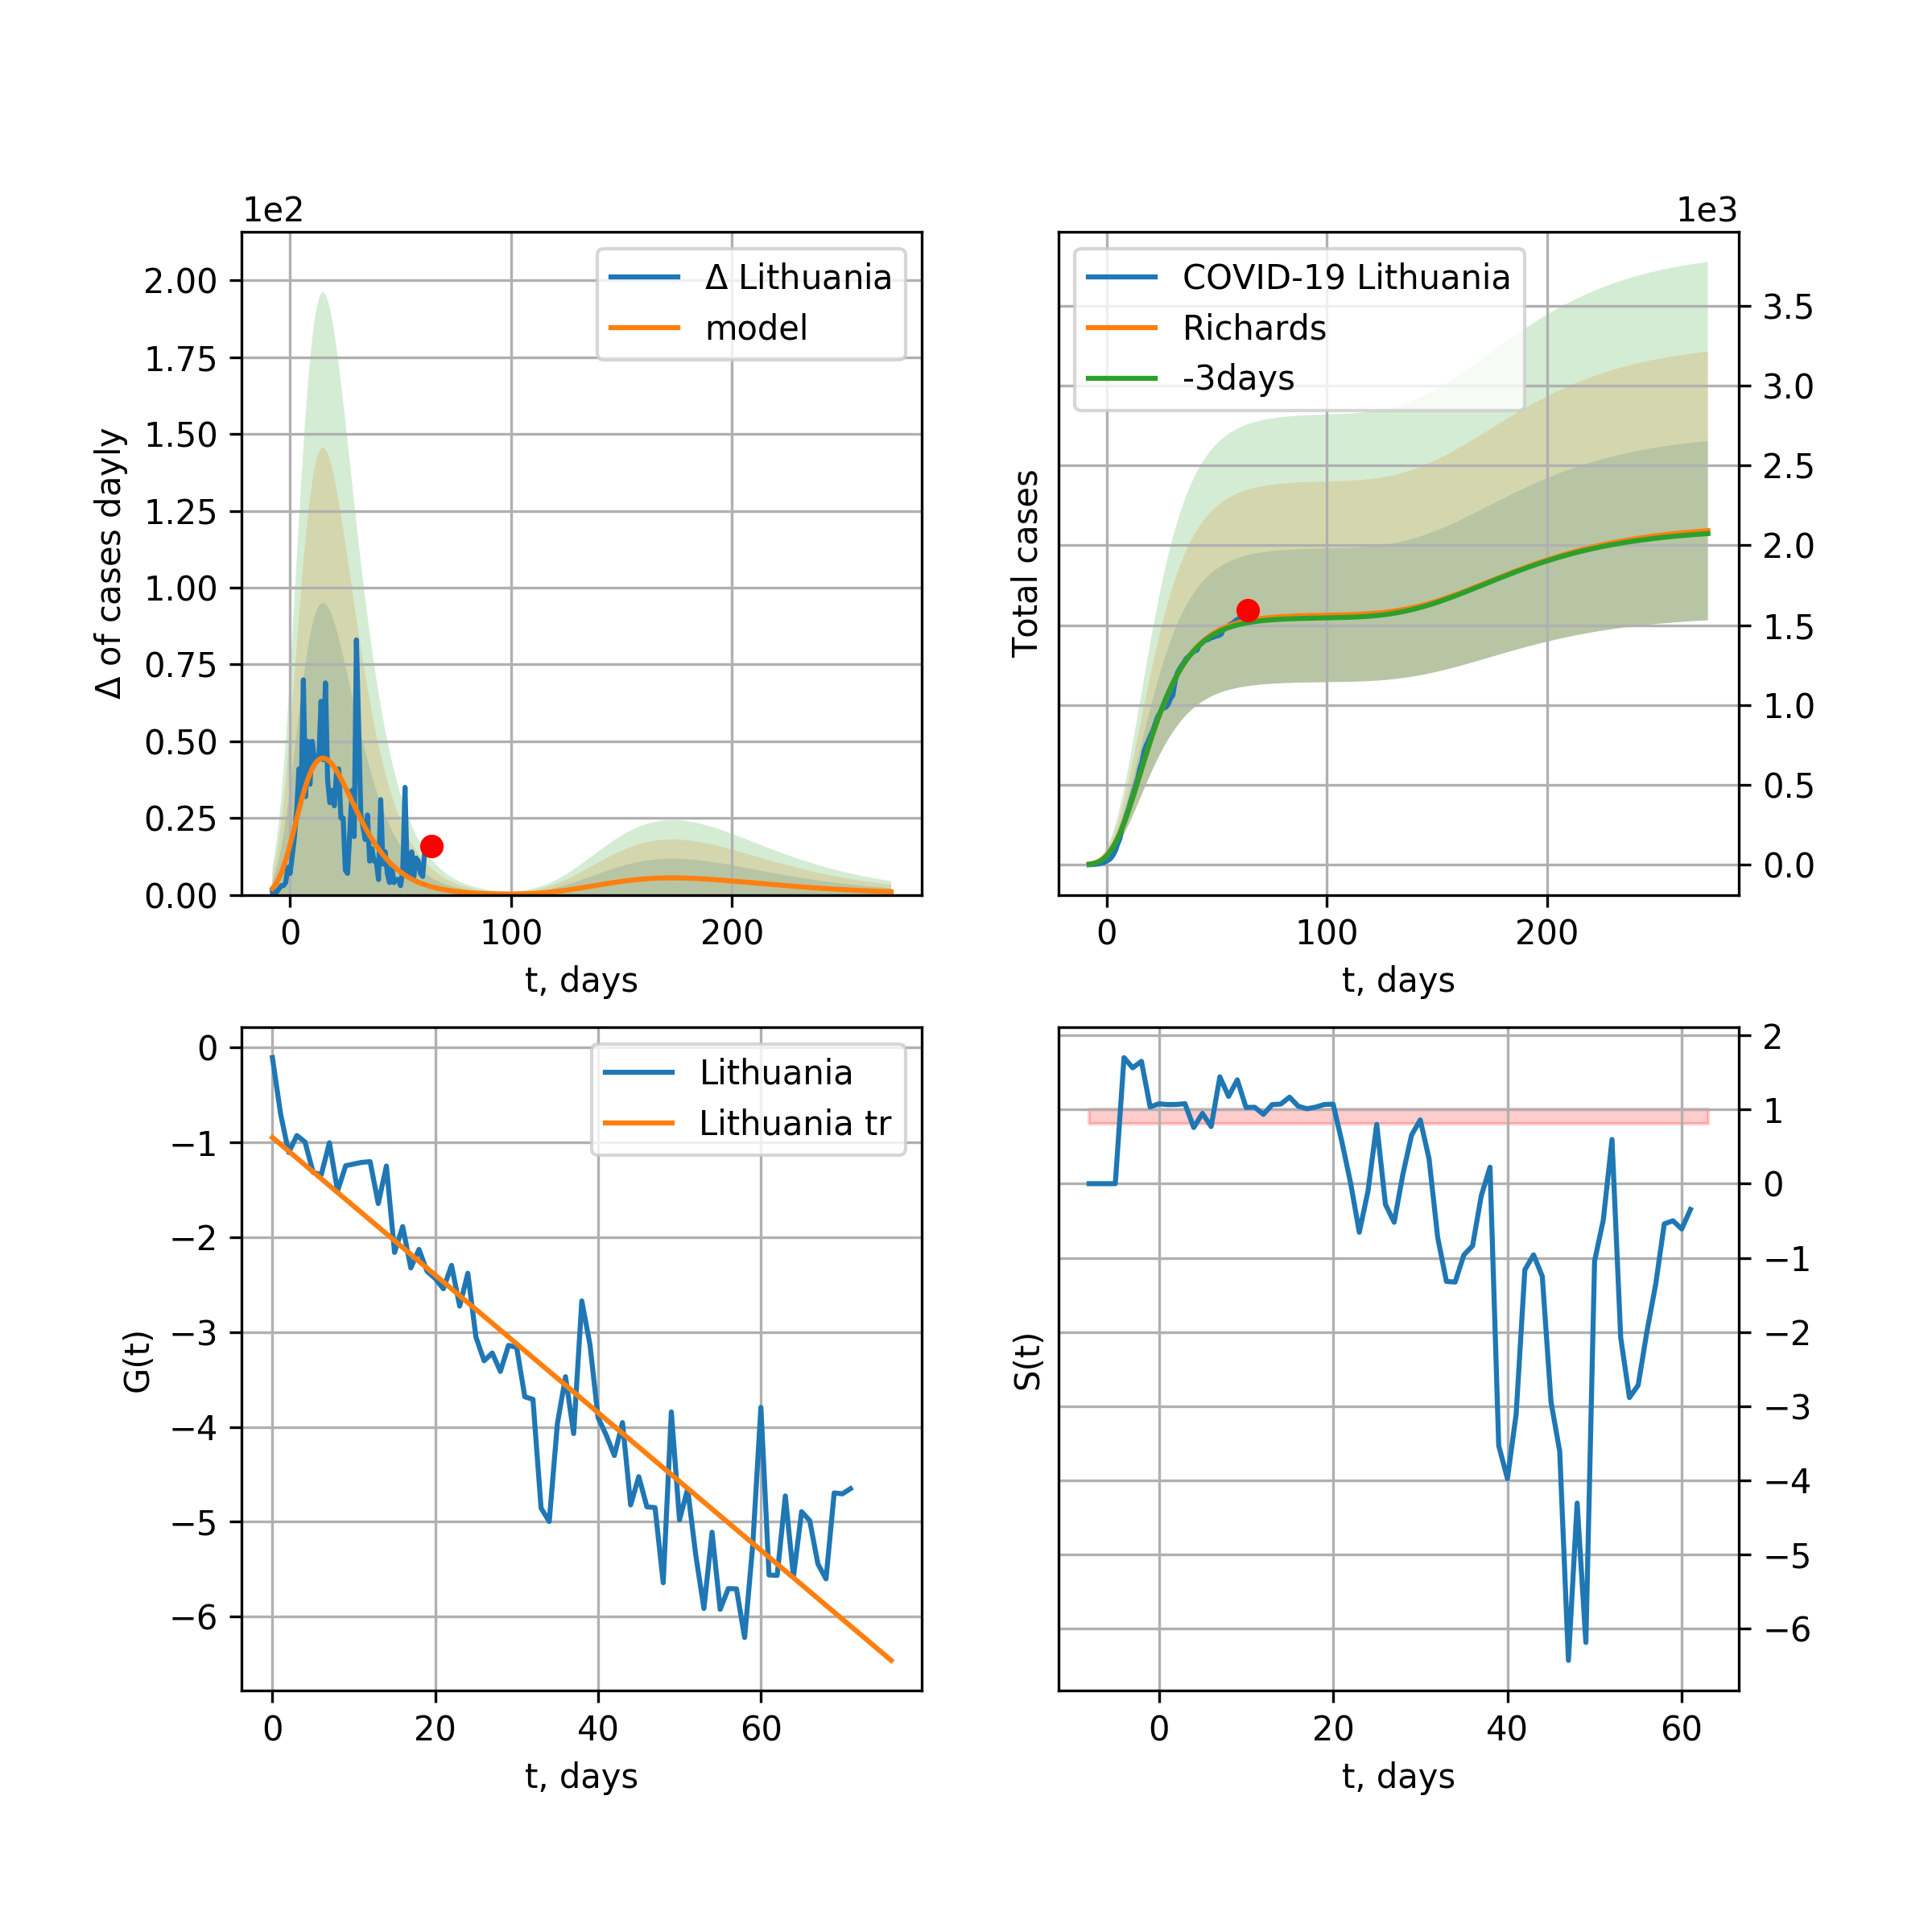 1e2
Δ of cases dayly
2.00
1.75
1.50
1.25
1.00
0.75
0.50
0.25
0.00
Δ Lithuania
model
0 100 200
t, days
1e3
Total cases
COVID-19 Lithuania
Richards
-3days
3.5
3.0
2.5
2.0
1.5
1.0
0.5
0.0
0 100 200
t, days
G(t)
0
−1
−2
−3
−4
−5
−6
Lithuania
Lithuania tr
0 20 40 60
t, days
S(t)
2
1
0
−1
−2
−3
−4
−5
−6
0 20 40 60
t, days